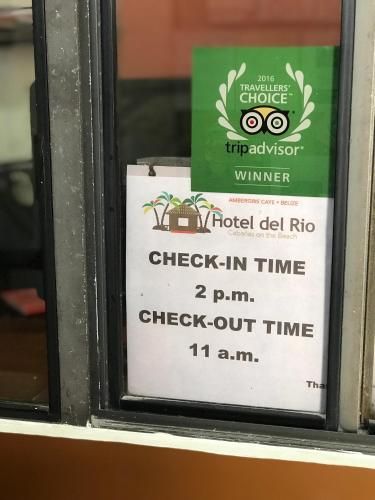 2016
TRAVELLERS'
CHOICE™
tripadvisor®
WINNER
AMBERGRIS CAYE • BELIZE
Hotel del Rio
Cabañas on the Beach
CHECK-IN TIME
2 p.m.
CHECK-OUT TIME
11 a.m.